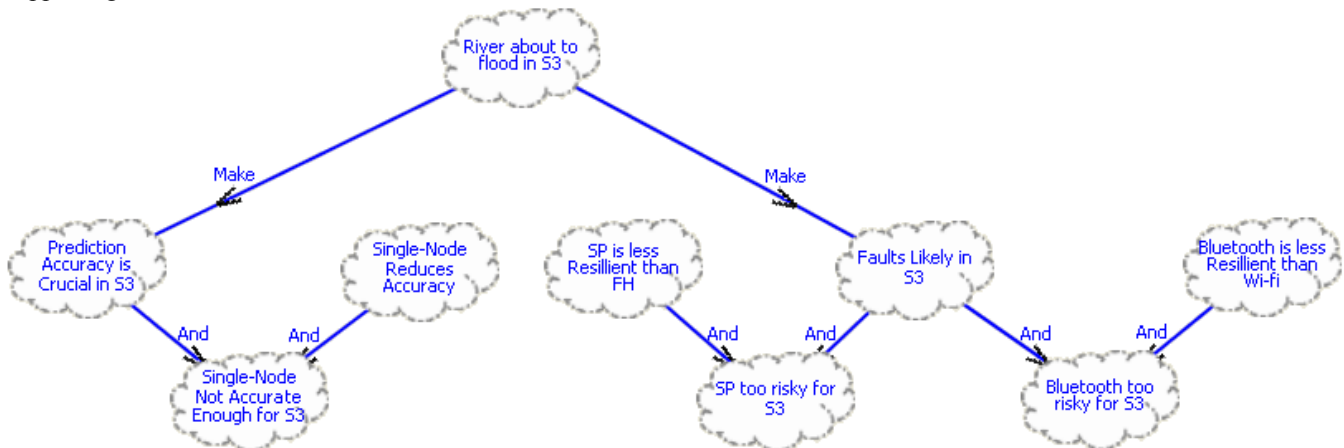 River about to
flood in S3
Make
Make
Prediction
Accuracy is
Crucial in S3
Single-Node
Reduces
Accuracy
SP is less
Resillient than
FH
Faults Likely in
S3
Bluetooth is less
Resillient than
Wi-fi
And
And
And
And
And
And
Single-Node
Not Accurate
Enough for S3
SP too risky for
S3
Bluetooth too
risky for S3